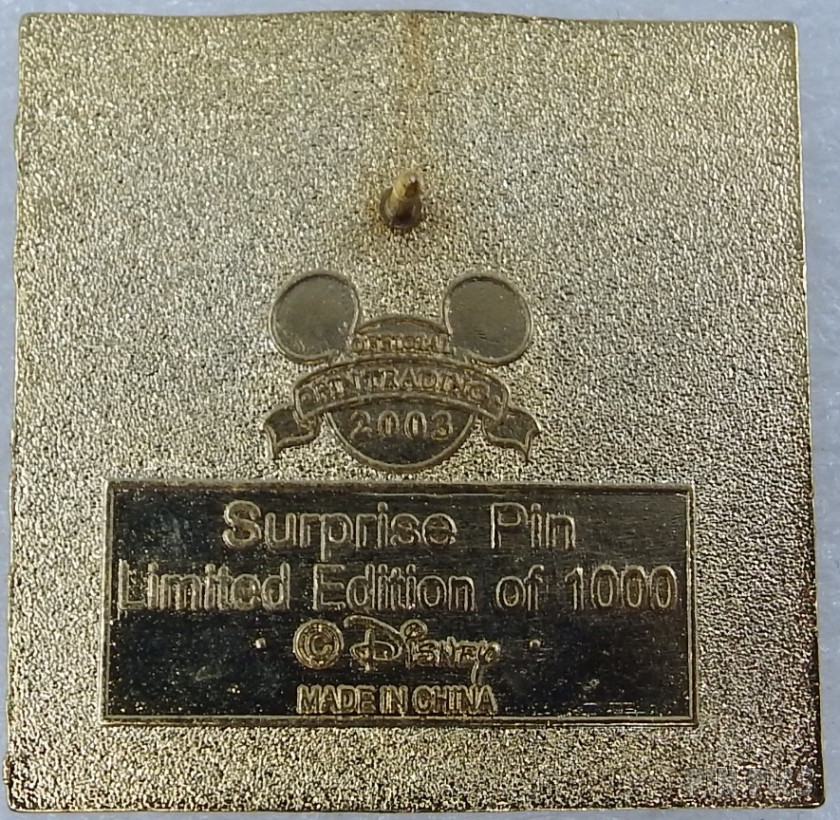 OFFICIAL
PIN TRADING
2003
Surprise Pin
Limited Edition of 1000
© Disney
MADE IN CHINA